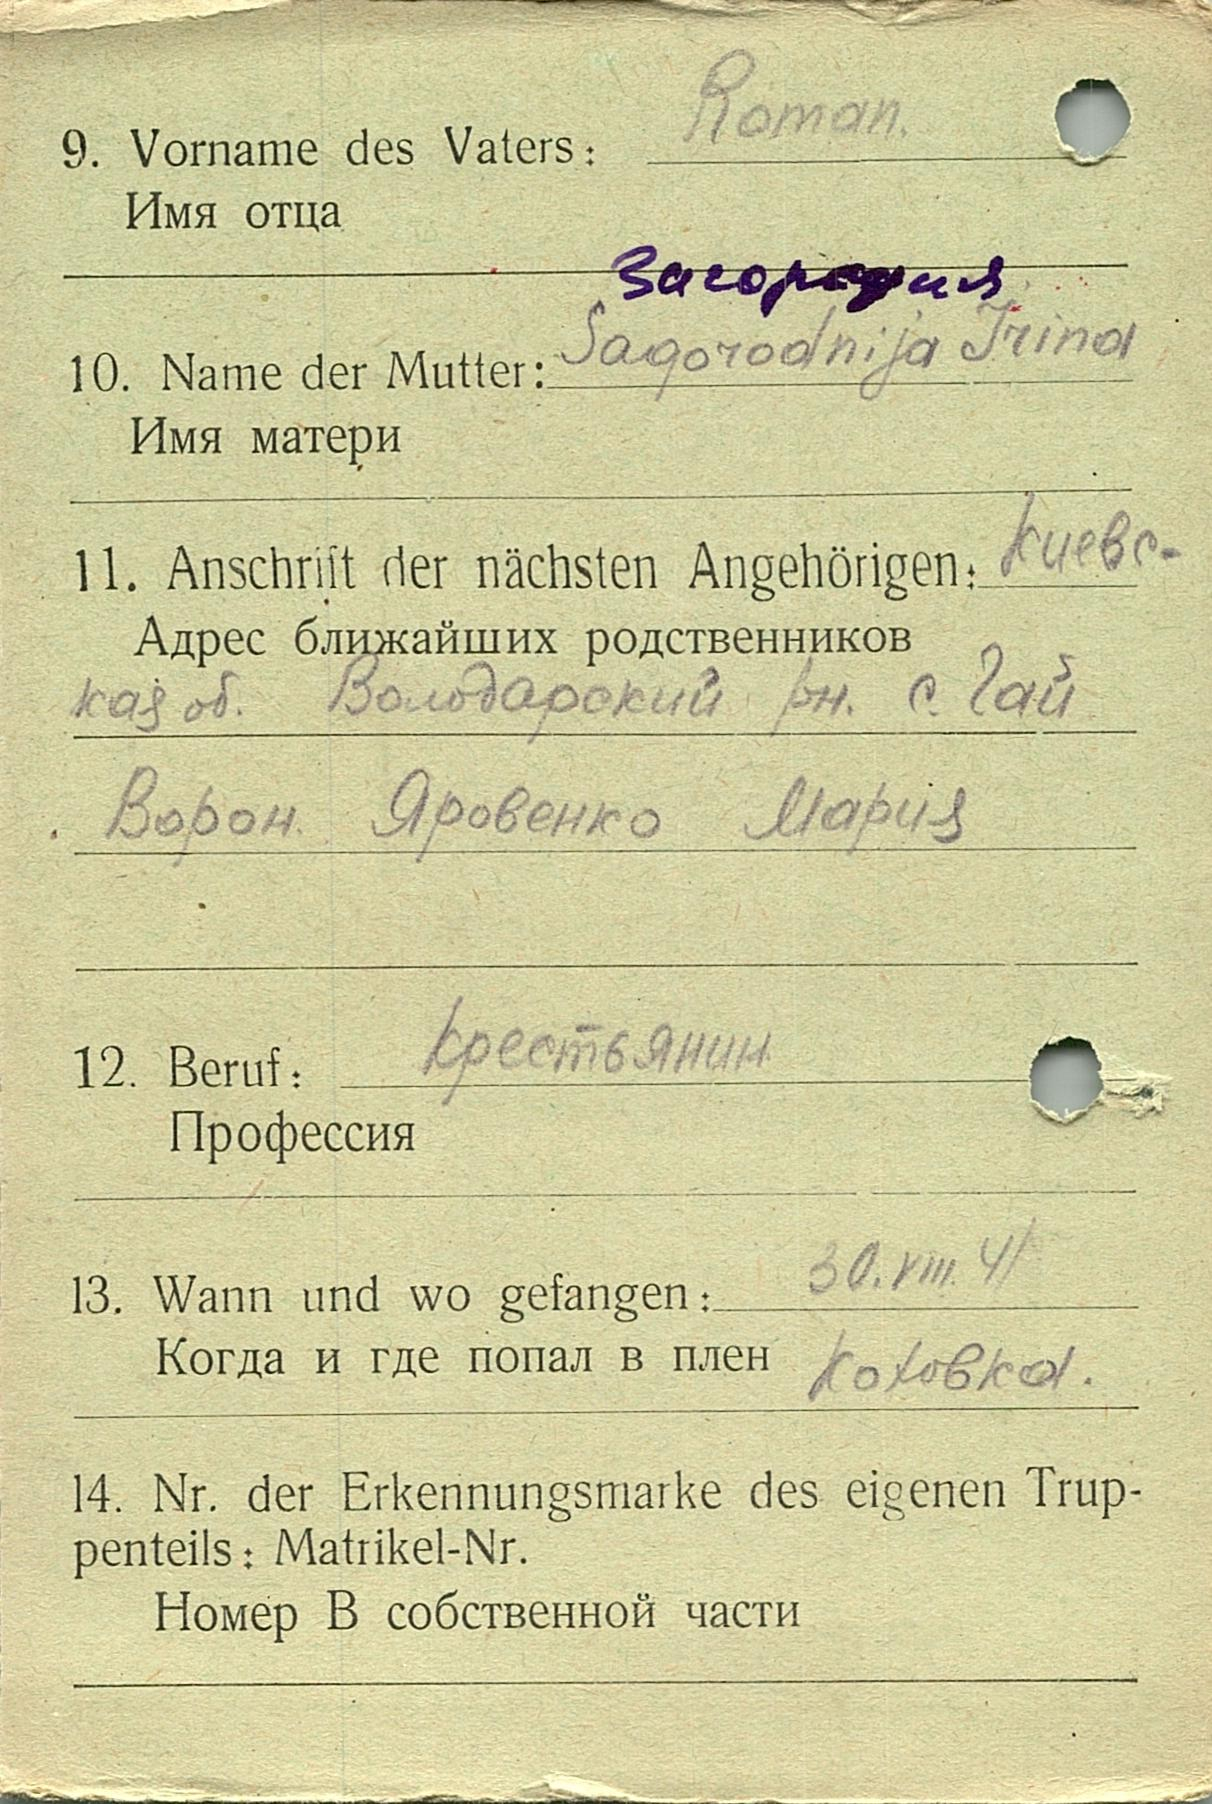 Roman.
9. Vorname des Vaters:
Имя отца
Загородния
Sagorodnija Irina
10. Name der Mutter:
Имя матери
11. Anschrift der nächsten Angehörigen: Киевс-
Адрес ближайших родственников
кая об. Володарский рн. с. Гай
Ворон. Яровенко Мария
12. Beruf: Крестьянин
Профессия
13. Wann und wo gefangen: 30.VIII.41
Когда и где попал в плен Каховка.
14. Nr. der Erkennungsmarke des eigenen Trup-
penteils: Matrikel-Nr.
Номер В собственной части